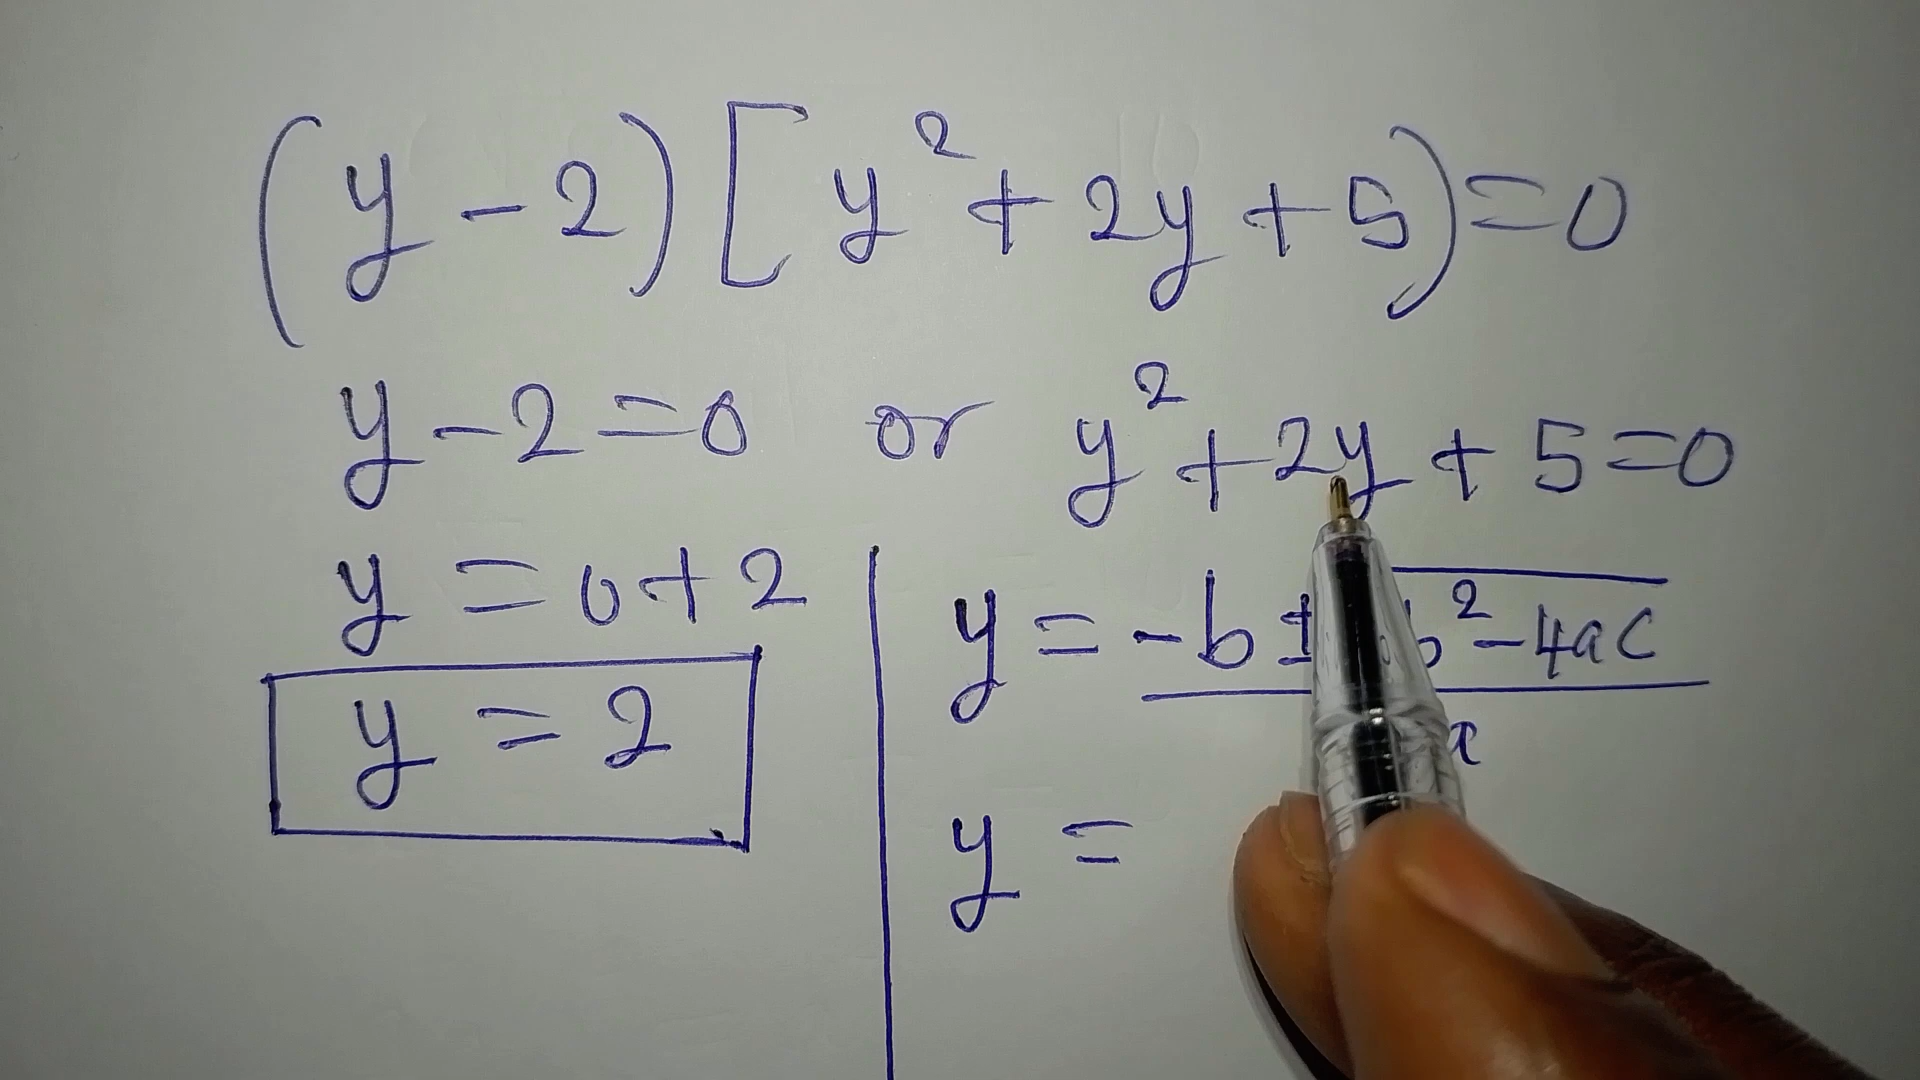 (y - 2)[y² + 2y + 5) = 0
y - 2 = 0 or y² + 2y + 5 = 0
y = 0 + 2
y = 2
y = -b ± b² - 4ac
y =